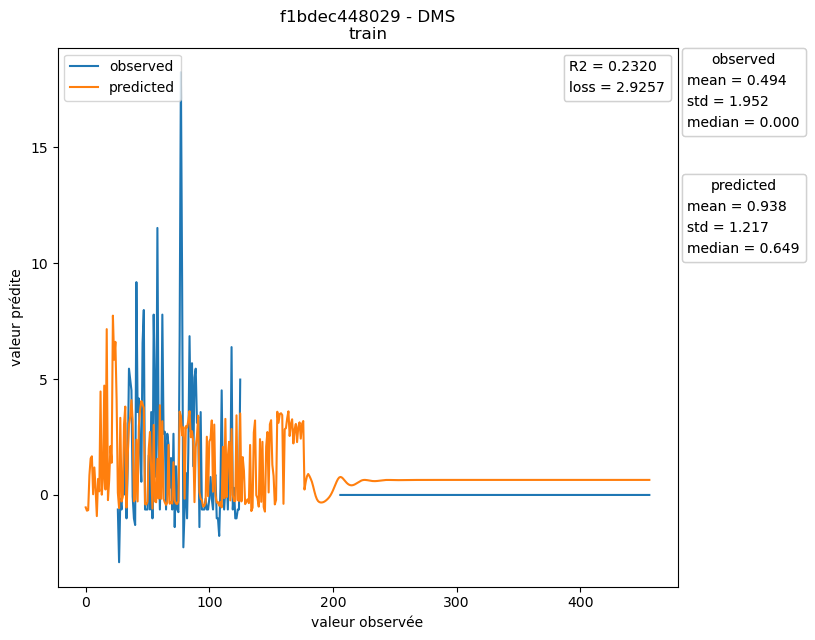 f1bdec448029 - DMS
train
observed
predicted
R2 = 0.2320
loss = 2.9257
observed
mean = 0.494
std = 1.952
median = 0.000
predicted
mean = 0.938
std = 1.217
median = 0.649
valeur prédite
15
10
5
0
0
100
200
300
400
valeur observée